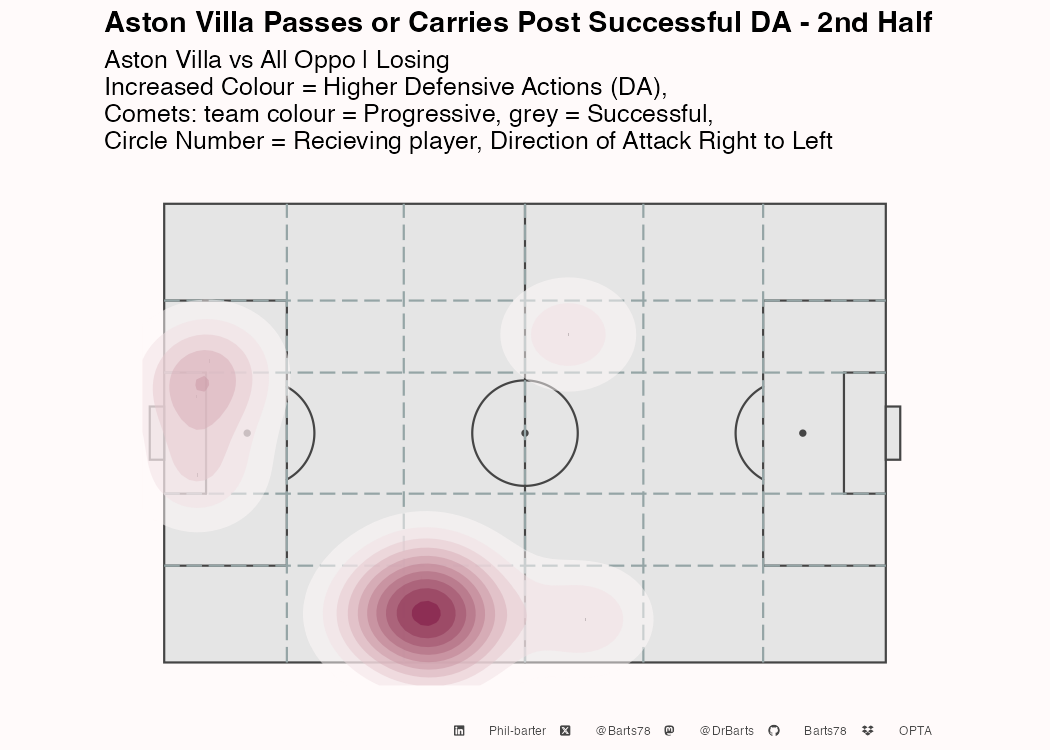 Aston Villa Passes or Carries Post Successful DA - 2nd Half
Aston Villa vs All Oppo | Losing
Increased Colour = Higher Defensive Actions (DA),
Comets: team colour = Progressive, grey = Successful,
Circle Number = Recieving player, Direction of Attack Right to Left
Phil-barter @Barts78 @DrBarts Barts78 OPTA